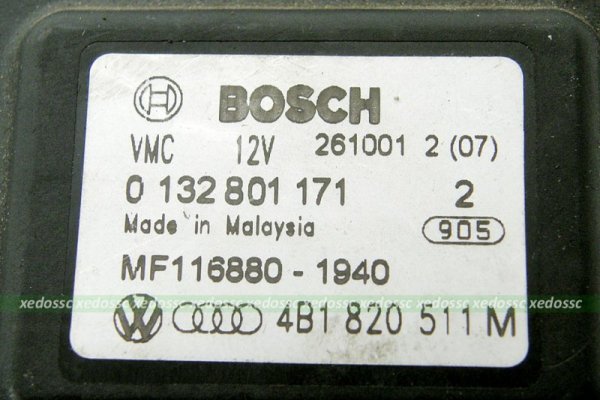 BOSCH
VMC 12V 261001 2 (07)
0 132 801 171 2
Made in Malaysia 905
MF116880 - 1940
xedossc xedossc xedossc xedossc xedossc xedossc xedossc xedossc xedossc
4B1 820 511 M